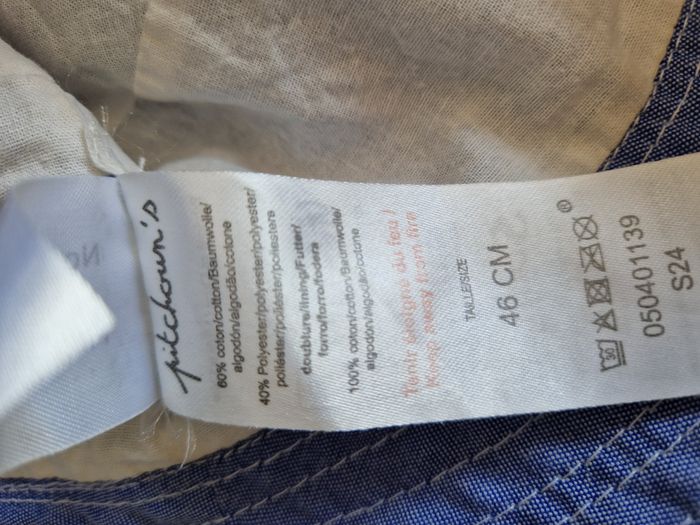 pitchoun's
60% coton/cotton/Baumwolle/
algodón/algodão/cotone
40% Polyester/polyester/polyester/
poliéster/poliéster/poliestere
doublure/lining/Futter/
forro/forro/fodera
100% coton/cotton/Baumwolle/
algodón/algodão/cotone
Tenir éloigné du feu /
Keep away from fire
TAILLE/SIZE
46 CM
30
®
050401139
S24
No